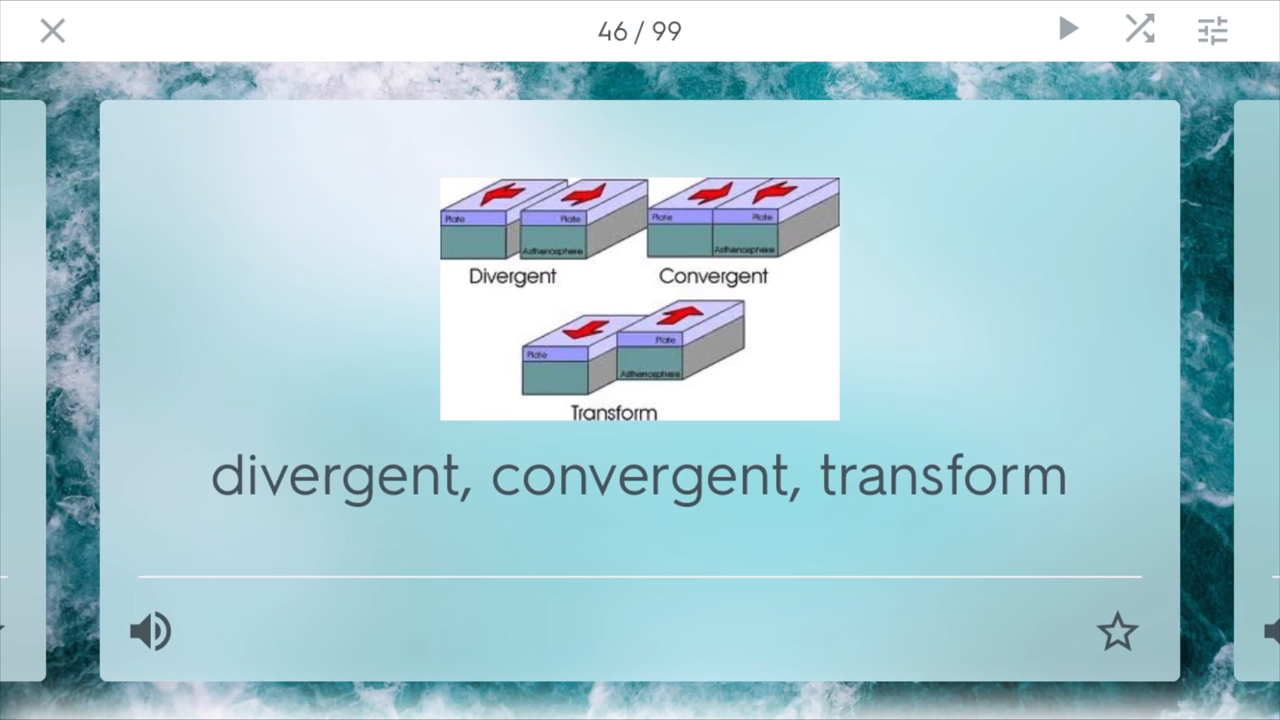 46 / 99
Plate Plate Plate Plate
Asthenosphere Asthenosphere
Divergent Convergent
Plate Plate
Asthenosphere
Transform
divergent, convergent, transform